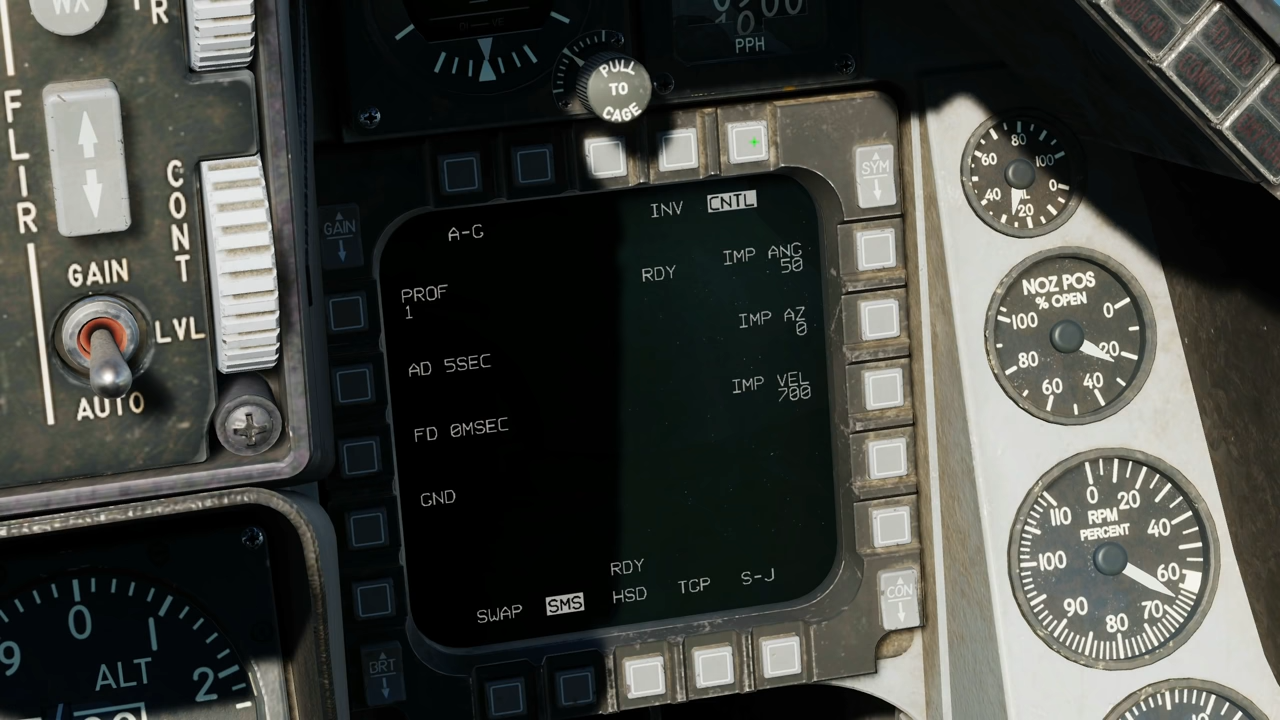 WX
FLIR
GAIN
LVL
AUTO
CONT
PULL
TO
CAGE
PPH
GAIN
SYM
BRT
CON
INV CNTL
A-G
RDY
IMP ANG
50
PROF
1
IMP AZ
0
AD 5SEC
IMP VEL
700
FD 0MSEC
GND
RDY
SWAP SMS HSD TGP S-J
ALT
9 0 1 2
80
60 100
40 0
20
NOZ POS
% OPEN
100 0
80 20
60 40
RPM
PERCENT
0 20
110 40
100 60
90 70
80